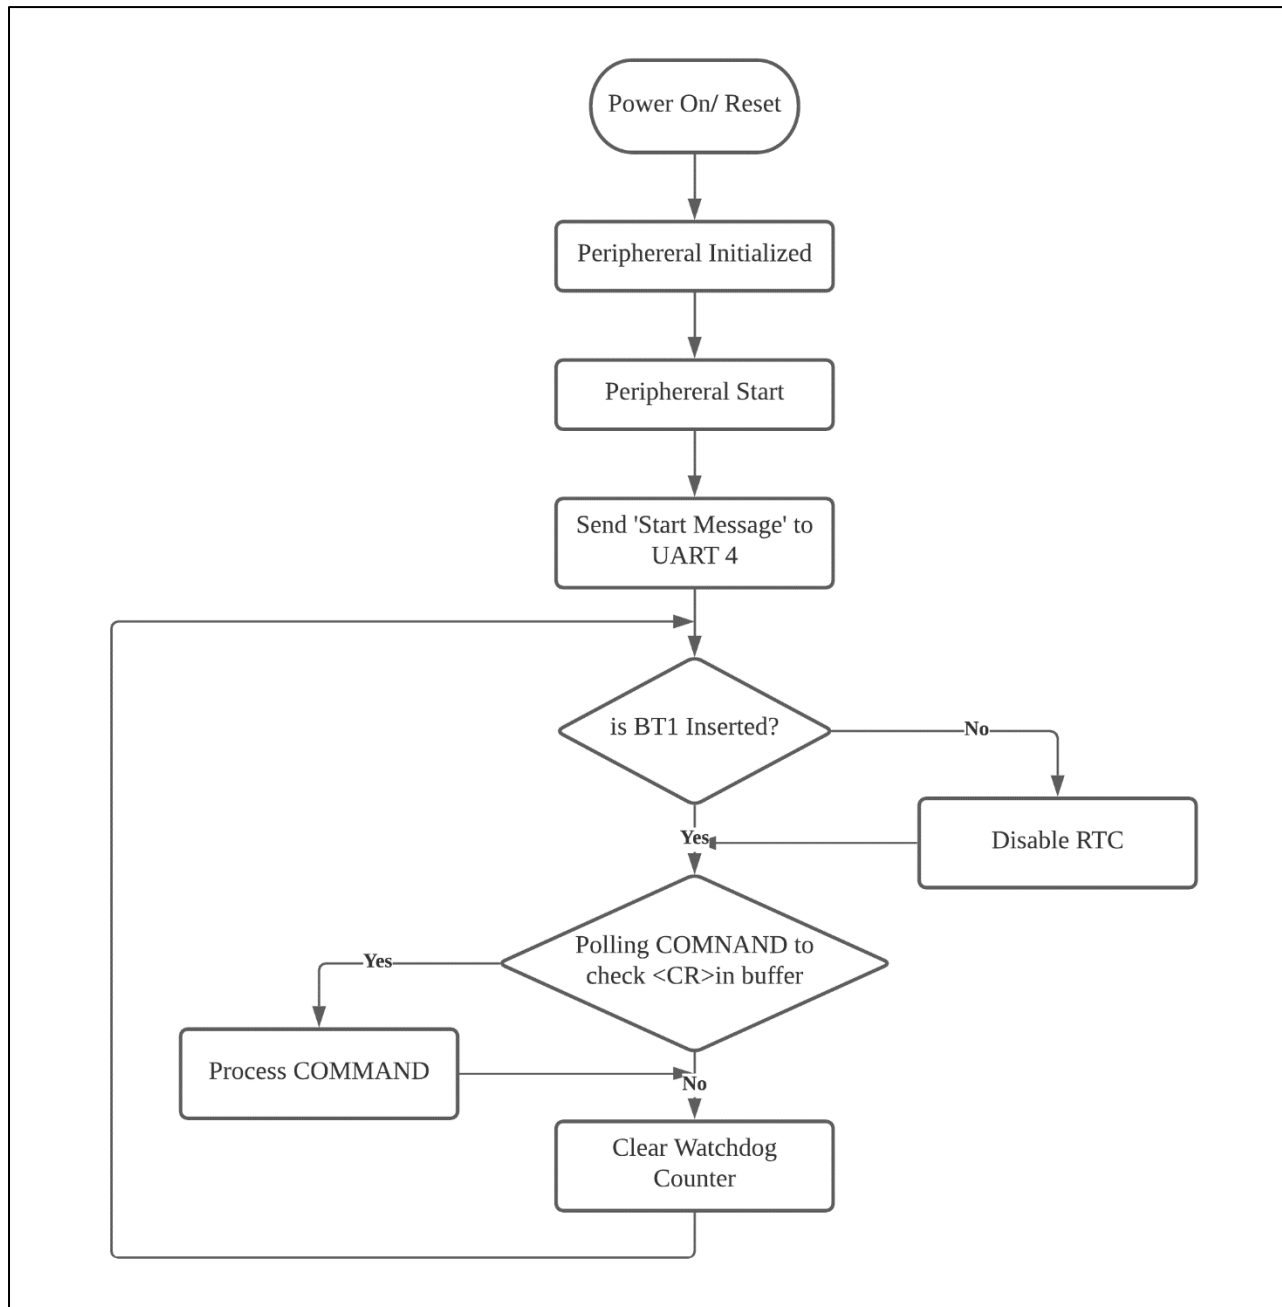 Power On/ Reset
Periphereral Initialized
Periphereral Start
Send 'Start Message' to
UART 4
is BT1 Inserted?
No
Disable RTC
Yes
Polling COMNAND to
check <CR>in buffer
Yes
Process COMMAND
No
Clear Watchdog
Counter